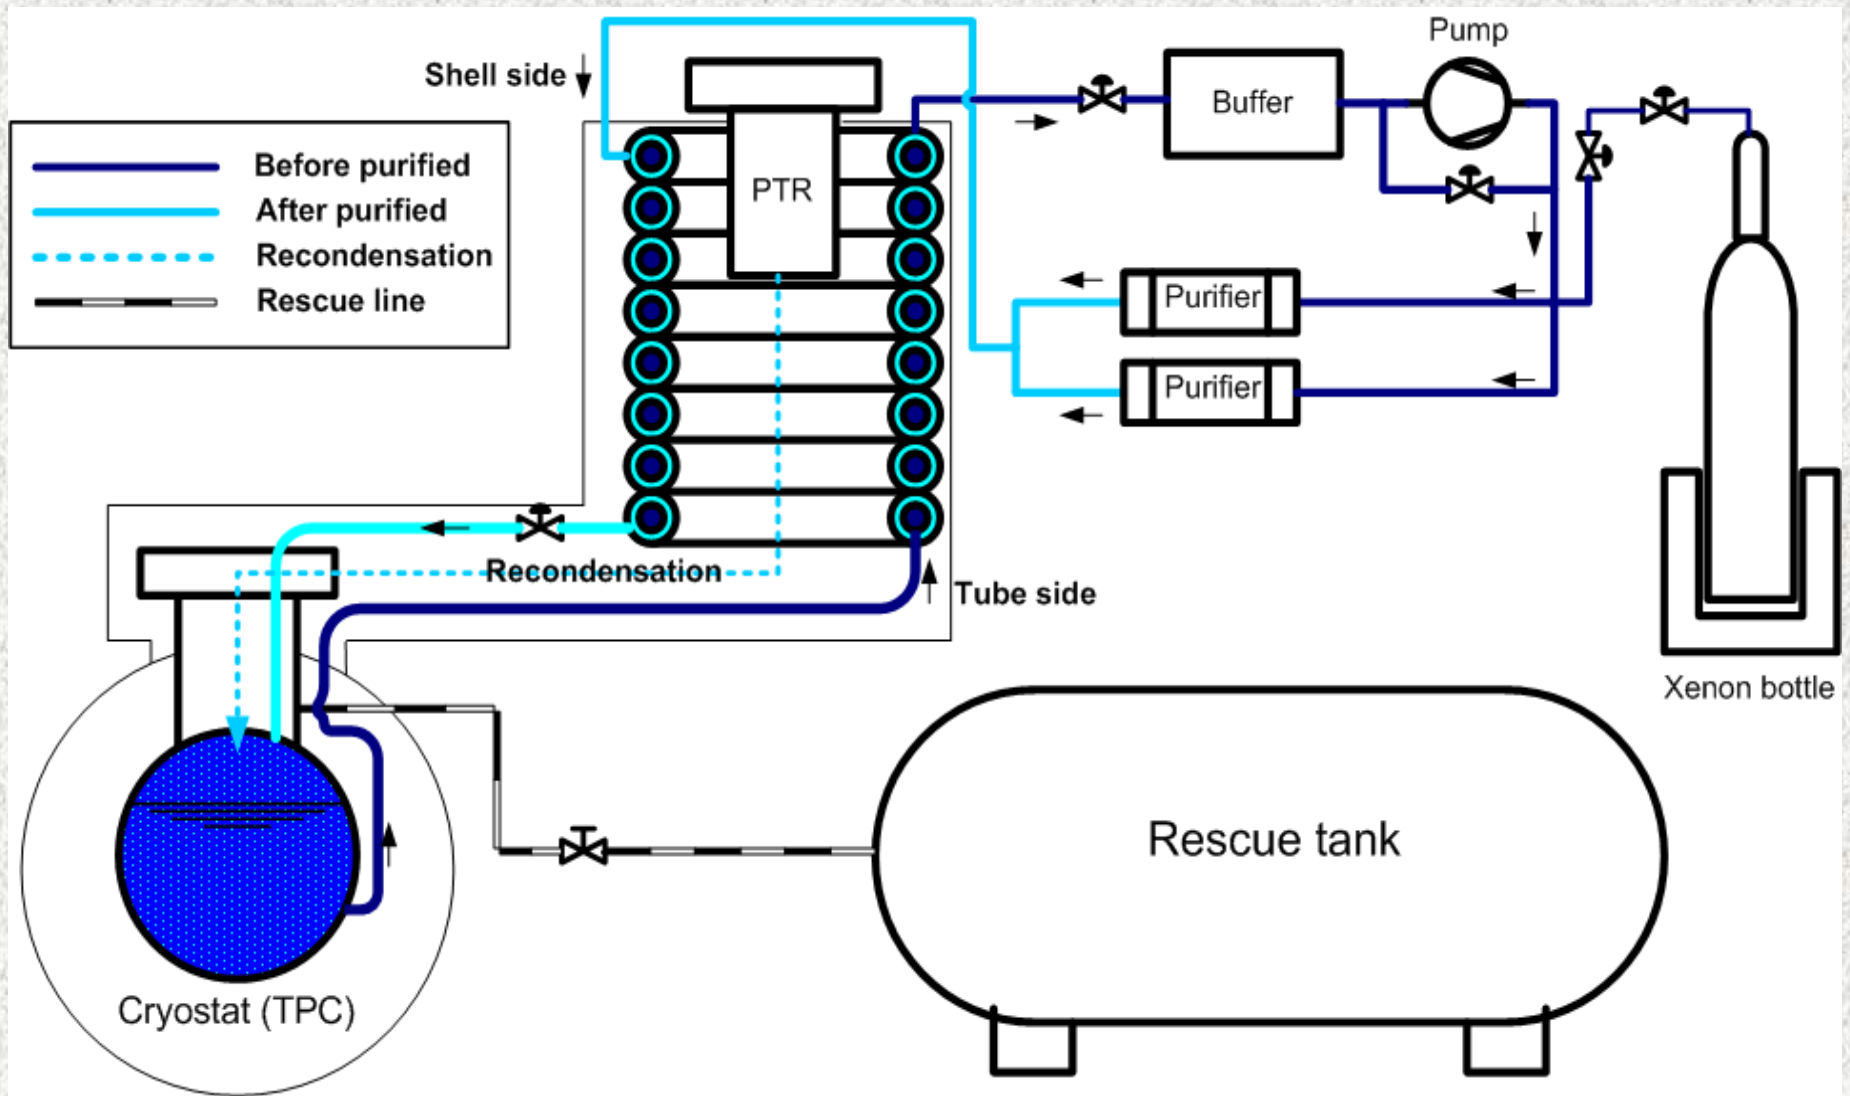 Pump
Shell side
Buffer
Before purified
After purified
Recondensation
Rescue line
PTR
Purifier
Purifier
Recondensation
Tube side
Xenon bottle
Rescue tank
Cryostat (TPC)